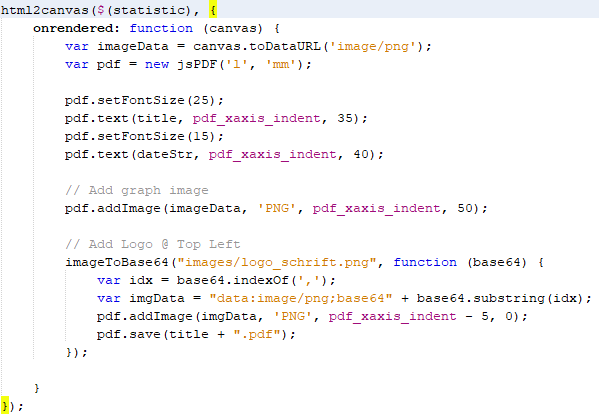 html2canvas($(statistic), {
    onrendered: function (canvas) {
        var imageData = canvas.toDataURL('image/png');
        var pdf = new jsPDF('l', 'mm');

        pdf.setFontSize(25);
        pdf.text(title, pdf_xaxis_indent, 35);
        pdf.setFontSize(15);
        pdf.text(dateStr, pdf_xaxis_indent, 40);

        // Add graph image
        pdf.addImage(imageData, 'PNG', pdf_xaxis_indent, 50);

        // Add Logo @ Top Left
        imageToBase64("images/logo_schrift.png", function (base64) {
            var idx = base64.indexOf(',');
            var imgData = "data:image/png;base64" + base64.substring(idx);
            pdf.addImage(imgData, 'PNG', pdf_xaxis_indent - 5, 0);
            pdf.save(title + ".pdf");
        });

    }
});